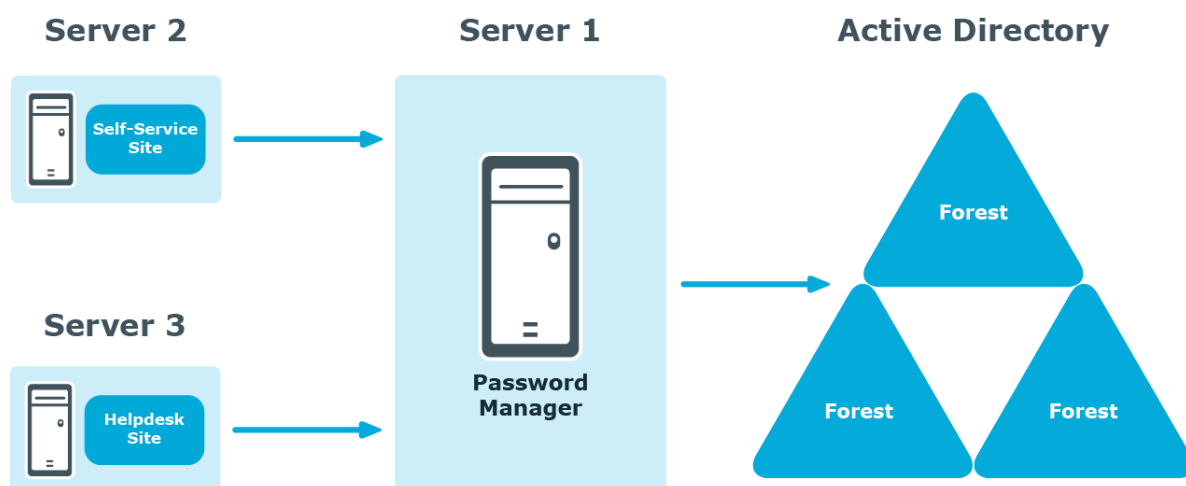 Server 2
Server 1
Active Directory
Self-Service
Site
Forest
Server 3
Password
Manager
Helpdesk
Site
Forest
Forest